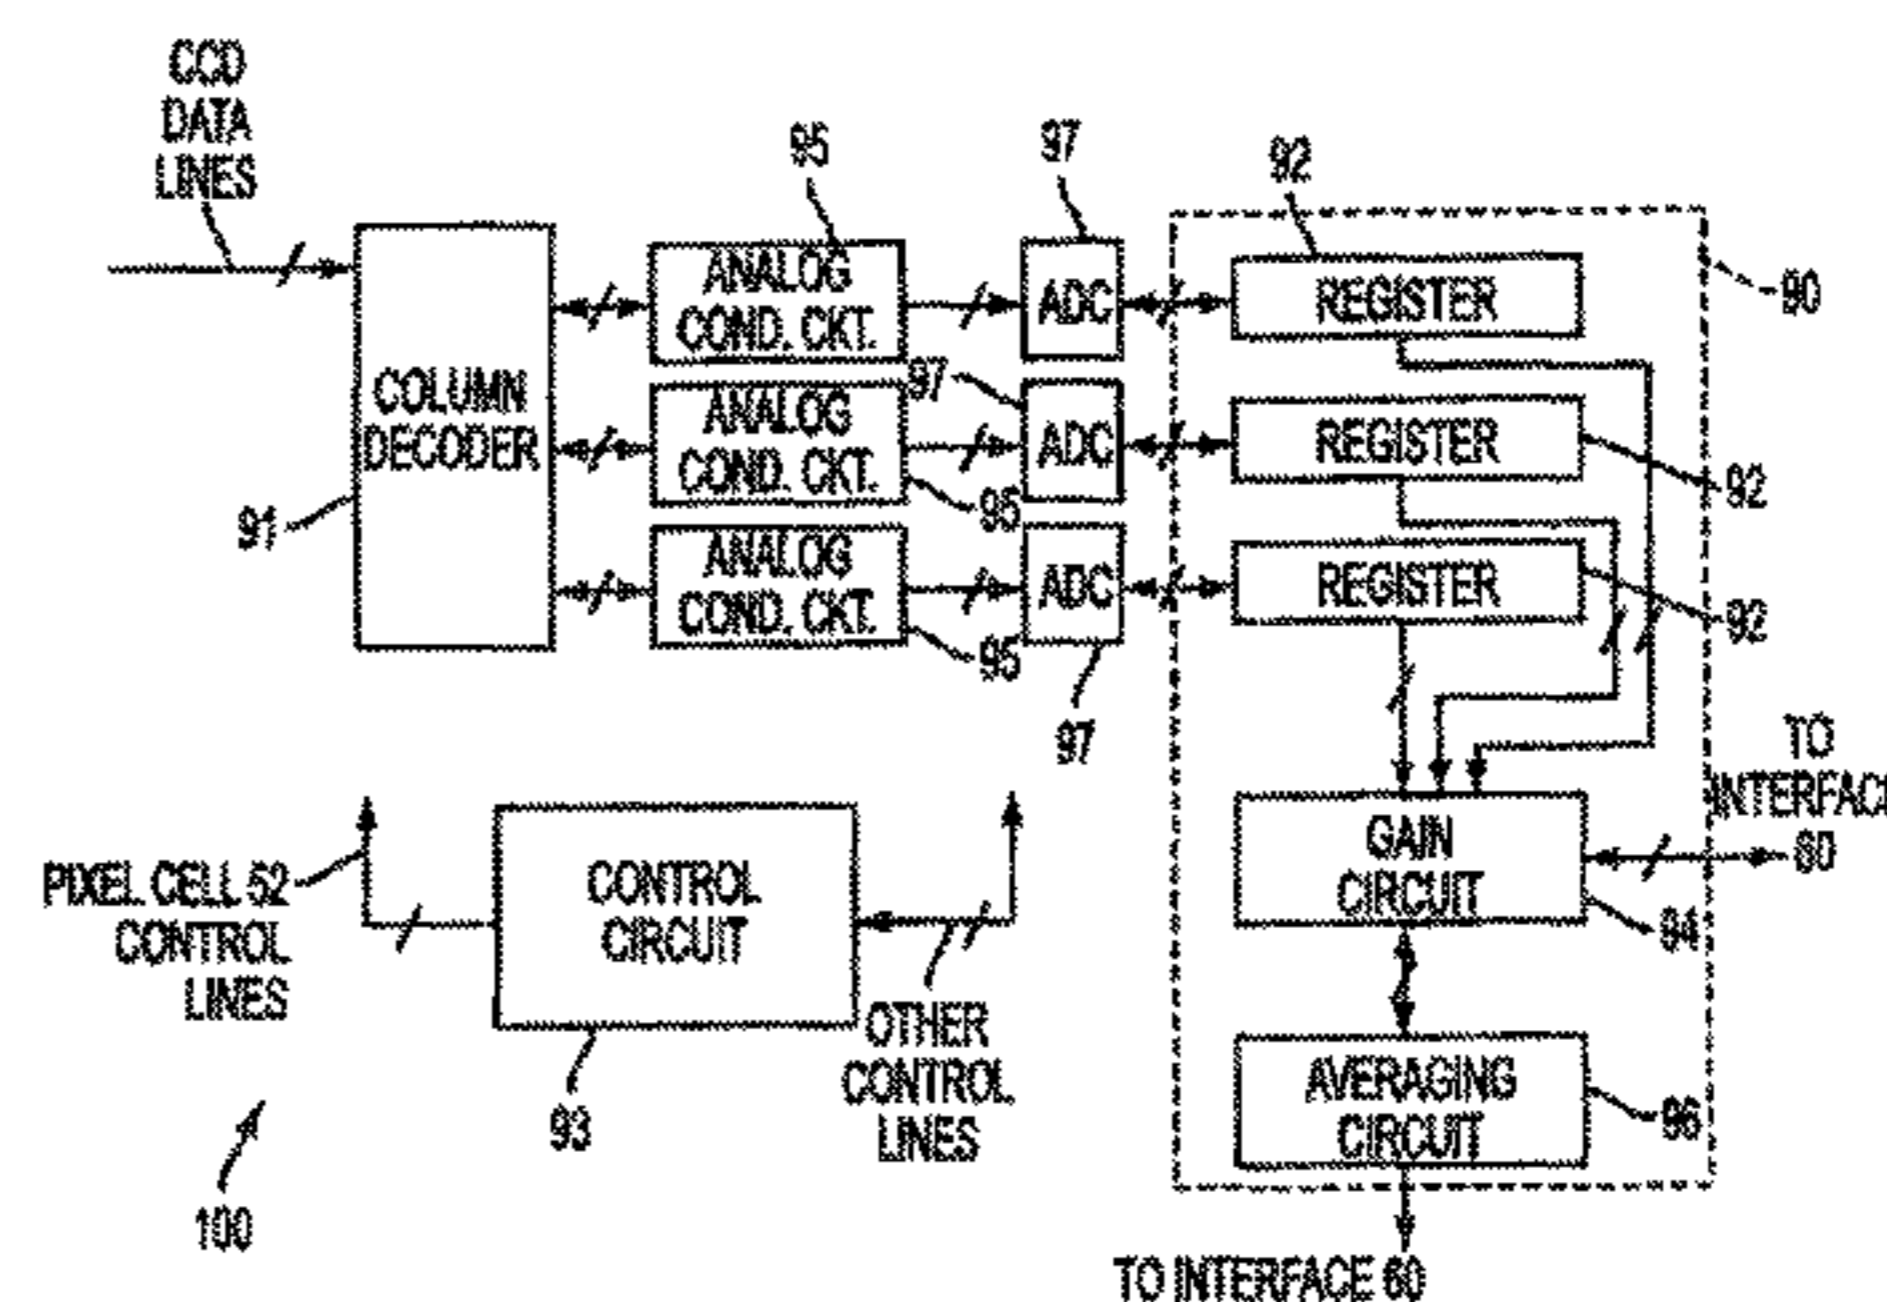 CCD
DATA
LINES
95
97
92
ANALOG
COND. CKT.
ADC
REGISTER
90
COLUMN
DECODER
97
ANALOG
COND. CKT.
ADC
REGISTER
92
91
95
ANALOG
COND. CKT.
ADC
REGISTER
92
95
97
TO
INTERFACE
60
GAIN
CIRCUIT
94
PIXEL CELL 52
CONTROL
LINES
CONTROL
CIRCUIT
OTHER
CONTROL
LINES
93
AVERAGING
CIRCUIT
96
100
TO INTERFACE 60